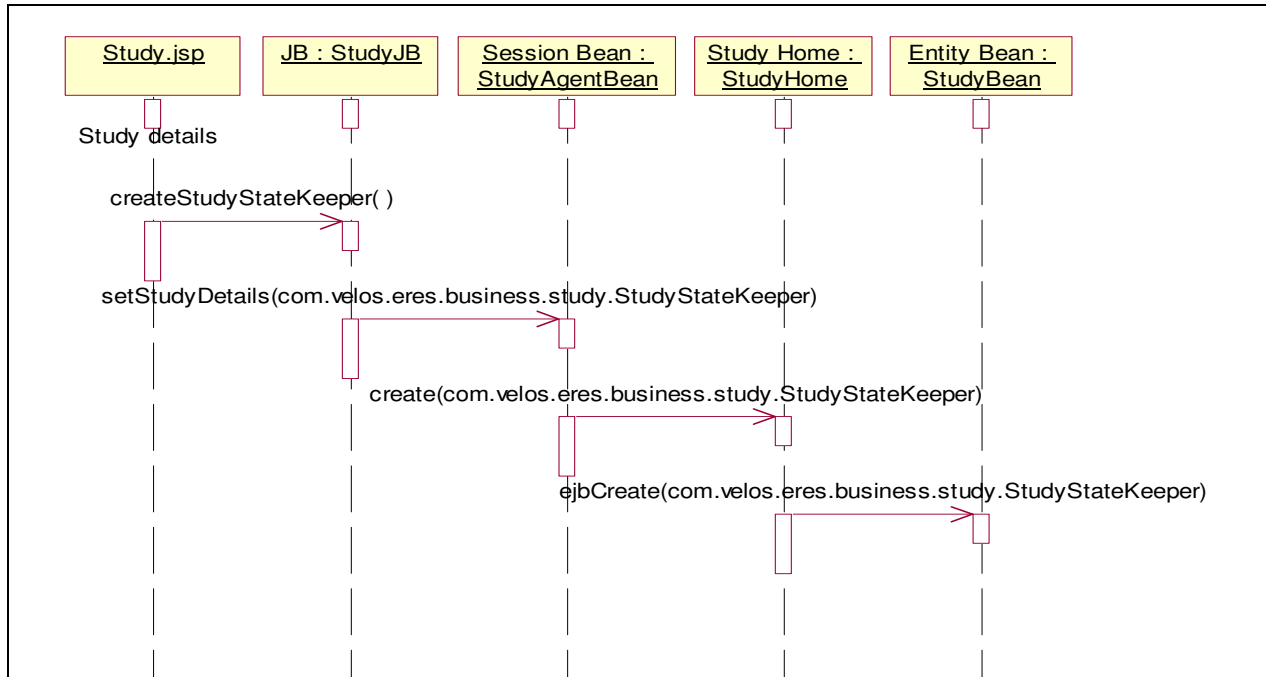 Study.jsp
JB : StudyJB
Session Bean :
StudyAgentBean
Study Home :
StudyHome
Entity Bean :
StudyBean
Study details
createStudyStateKeeper( )
setStudyDetails(com.velos.eres.business.study.StudyStateKeeper)
create(com.velos.eres.business.study.StudyStateKeeper)
ejbCreate(com.velos.eres.business.study.StudyStateKeeper)